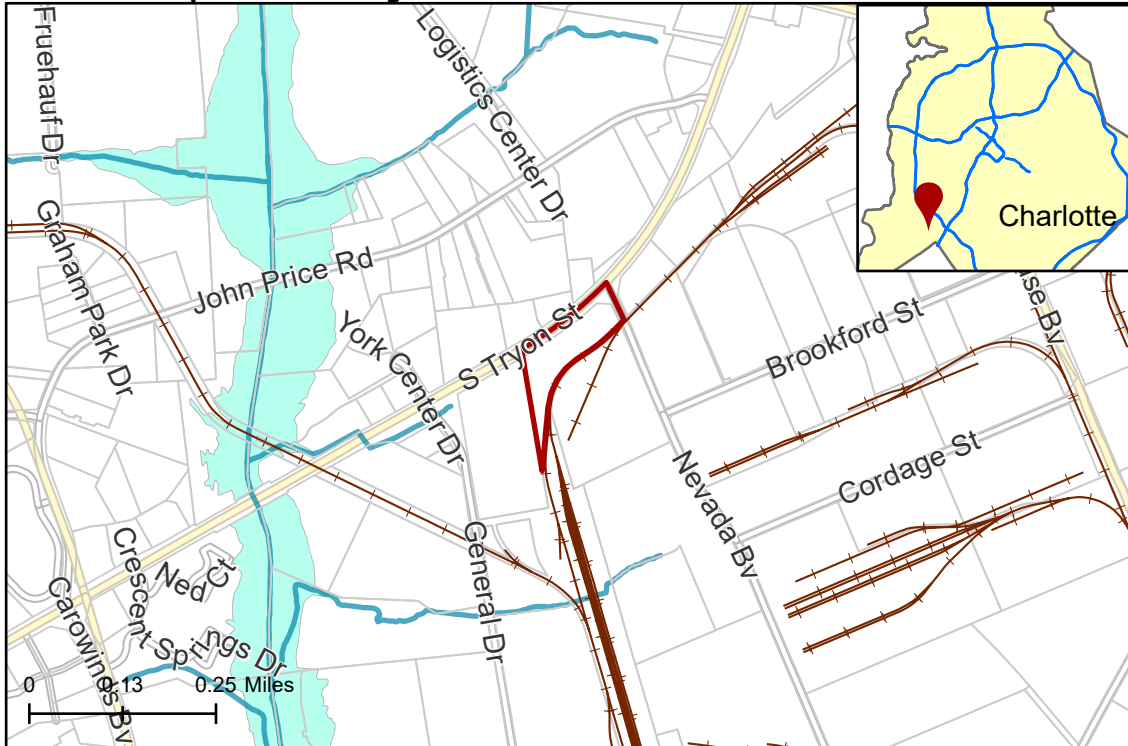 Fruehauf Dr
Logistics Center Dr
Charlotte
Graham Park Dr
John Price Rd
York Center Dr
S Tryon St
Brookford St
Nevada Bv
Cordage St
General Dr
Crescent Springs Dr
Ned Ct
Carowinds Bv
0 0.13 0.25 Miles